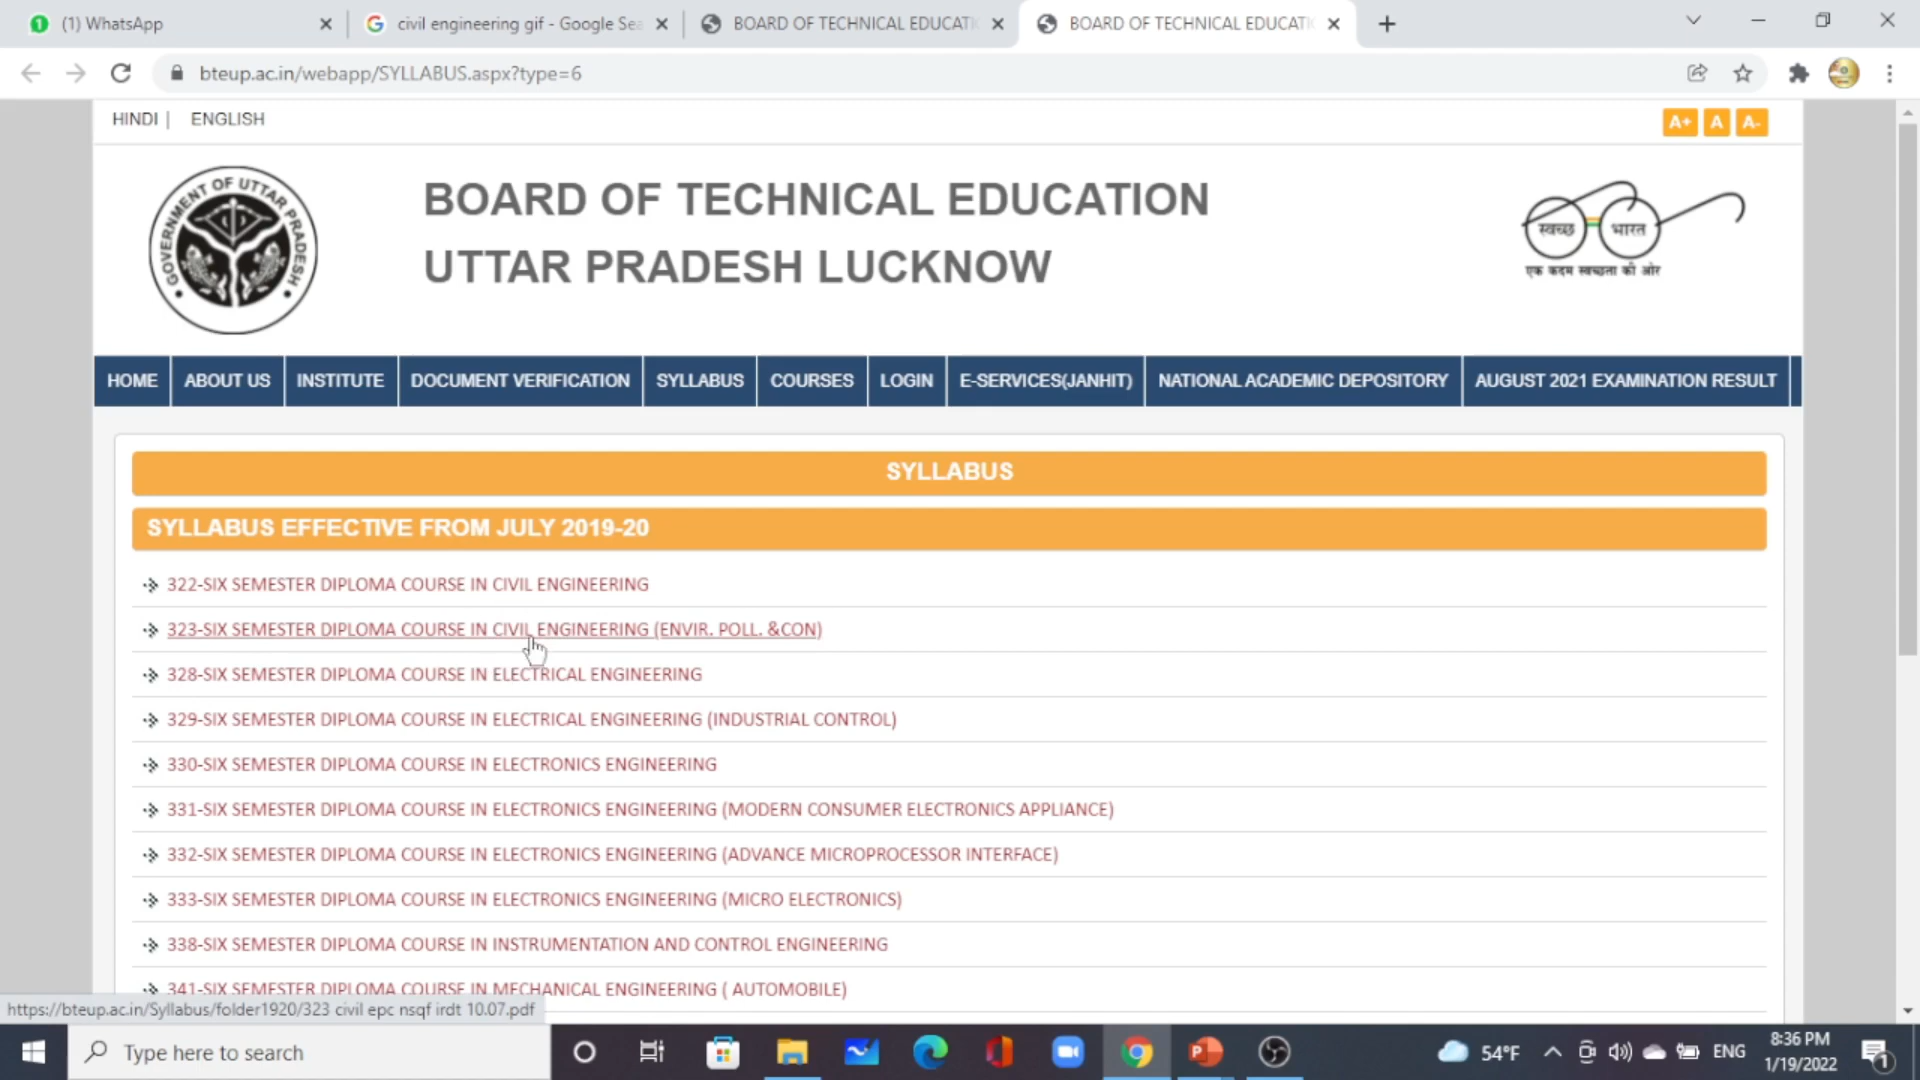 (1) WhatsApp
civil engineering gif - Google Sea
BOARD OF TECHNICAL EDUCATI
BOARD OF TECHNICAL EDUCATI
bteup.ac.in/webapp/SYLLABUS.aspx?type=6
HINDI | ENGLISH
A+ A A-
GOVERNMENT OF UTTAR PRADESH
BOARD OF TECHNICAL EDUCATION
UTTAR PRADESH LUCKNOW
स्वच्छ भारत
एक कदम स्वच्छता की ओर
HOME ABOUT US INSTITUTE DOCUMENT VERIFICATION SYLLABUS COURSES LOGIN E-SERVICES(JANHIT) NATIONAL ACADEMIC DEPOSITORY AUGUST 2021 EXAMINATION RESULT
SYLLABUS
SYLLABUS EFFECTIVE FROM JULY 2019-20
322-SIX SEMESTER DIPLOMA COURSE IN CIVIL ENGINEERING
323-SIX SEMESTER DIPLOMA COURSE IN CIVIL ENGINEERING (ENVIR. POLL. &CON)
328-SIX SEMESTER DIPLOMA COURSE IN ELECTRICAL ENGINEERING
329-SIX SEMESTER DIPLOMA COURSE IN ELECTRICAL ENGINEERING (INDUSTRIAL CONTROL)
330-SIX SEMESTER DIPLOMA COURSE IN ELECTRONICS ENGINEERING
331-SIX SEMESTER DIPLOMA COURSE IN ELECTRONICS ENGINEERING (MODERN CONSUMER ELECTRONICS APPLIANCE)
332-SIX SEMESTER DIPLOMA COURSE IN ELECTRONICS ENGINEERING (ADVANCE MICROPROCESSOR INTERFACE)
333-SIX SEMESTER DIPLOMA COURSE IN ELECTRONICS ENGINEERING (MICRO ELECTRONICS)
338-SIX SEMESTER DIPLOMA COURSE IN INSTRUMENTATION AND CONTROL ENGINEERING
341-SIX SEMESTER DIPLOMA COURSE IN MECHANICAL ENGINEERING ( AUTOMOBILE)
https://bteup.ac.in/Syllabus/folder1920/323 civil epc nsqf irdt 10.07.pdf
Type here to search
54°F
ENG
8:36 PM
1/19/2022
1